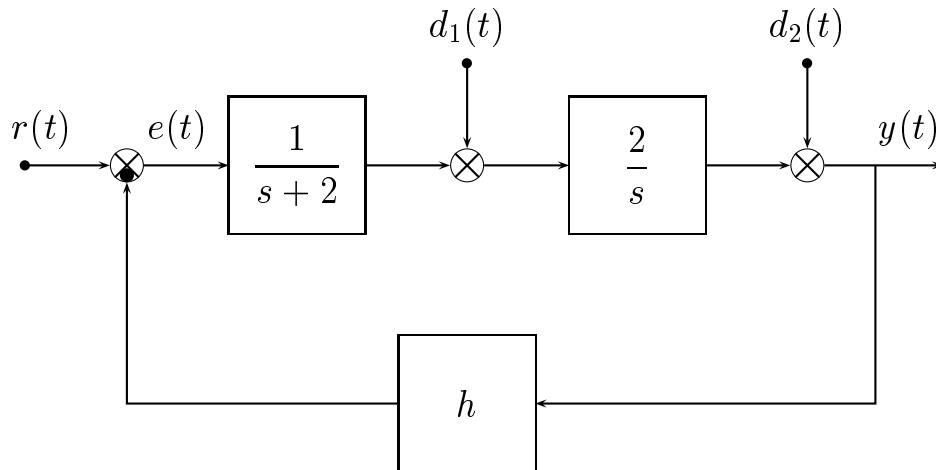 d₁(t)
d₂(t)
r(t)
e(t)
y(t)
1
s + 2
2
s
h